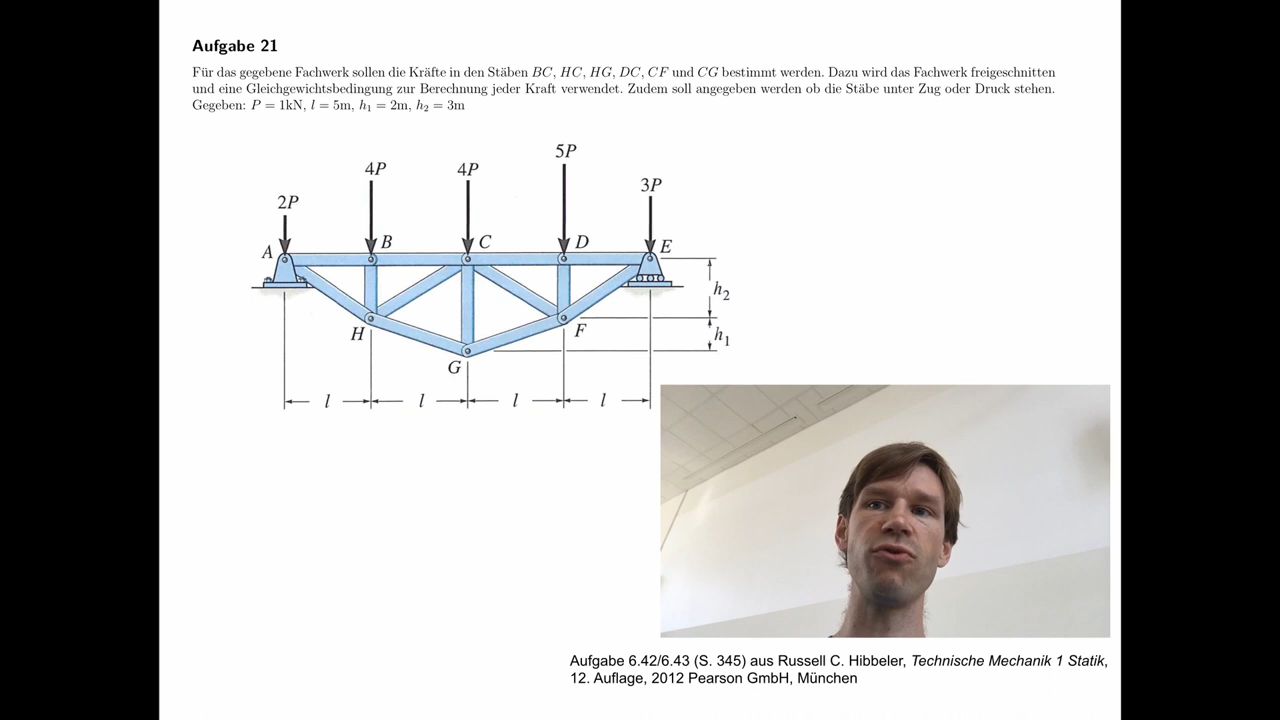 Aufgabe 21
Für das gegebene Fachwerk sollen die Kräfte in den Stäben BC, HC, HG, DC, CF und CG bestimmt werden. Dazu wird das Fachwerk freigeschnitten
und eine Gleichgewichtsbedingung zur Berechnung jeder Kraft verwendet. Zudem soll angegeben werden ob die Stäbe unter Zug oder Druck stehen.
Gegeben: P = 1kN, l = 5m, h₁ = 2m, h₂ = 3m
5P
4P
4P
3P
2P
A
B
C
D
E
h₂
H
F
h₁
G
l
l
l
l
Aufgabe 6.42/6.43 (S. 345) aus Russell C. Hibbeler, Technische Mechanik 1 Statik,
12. Auflage, 2012 Pearson GmbH, München